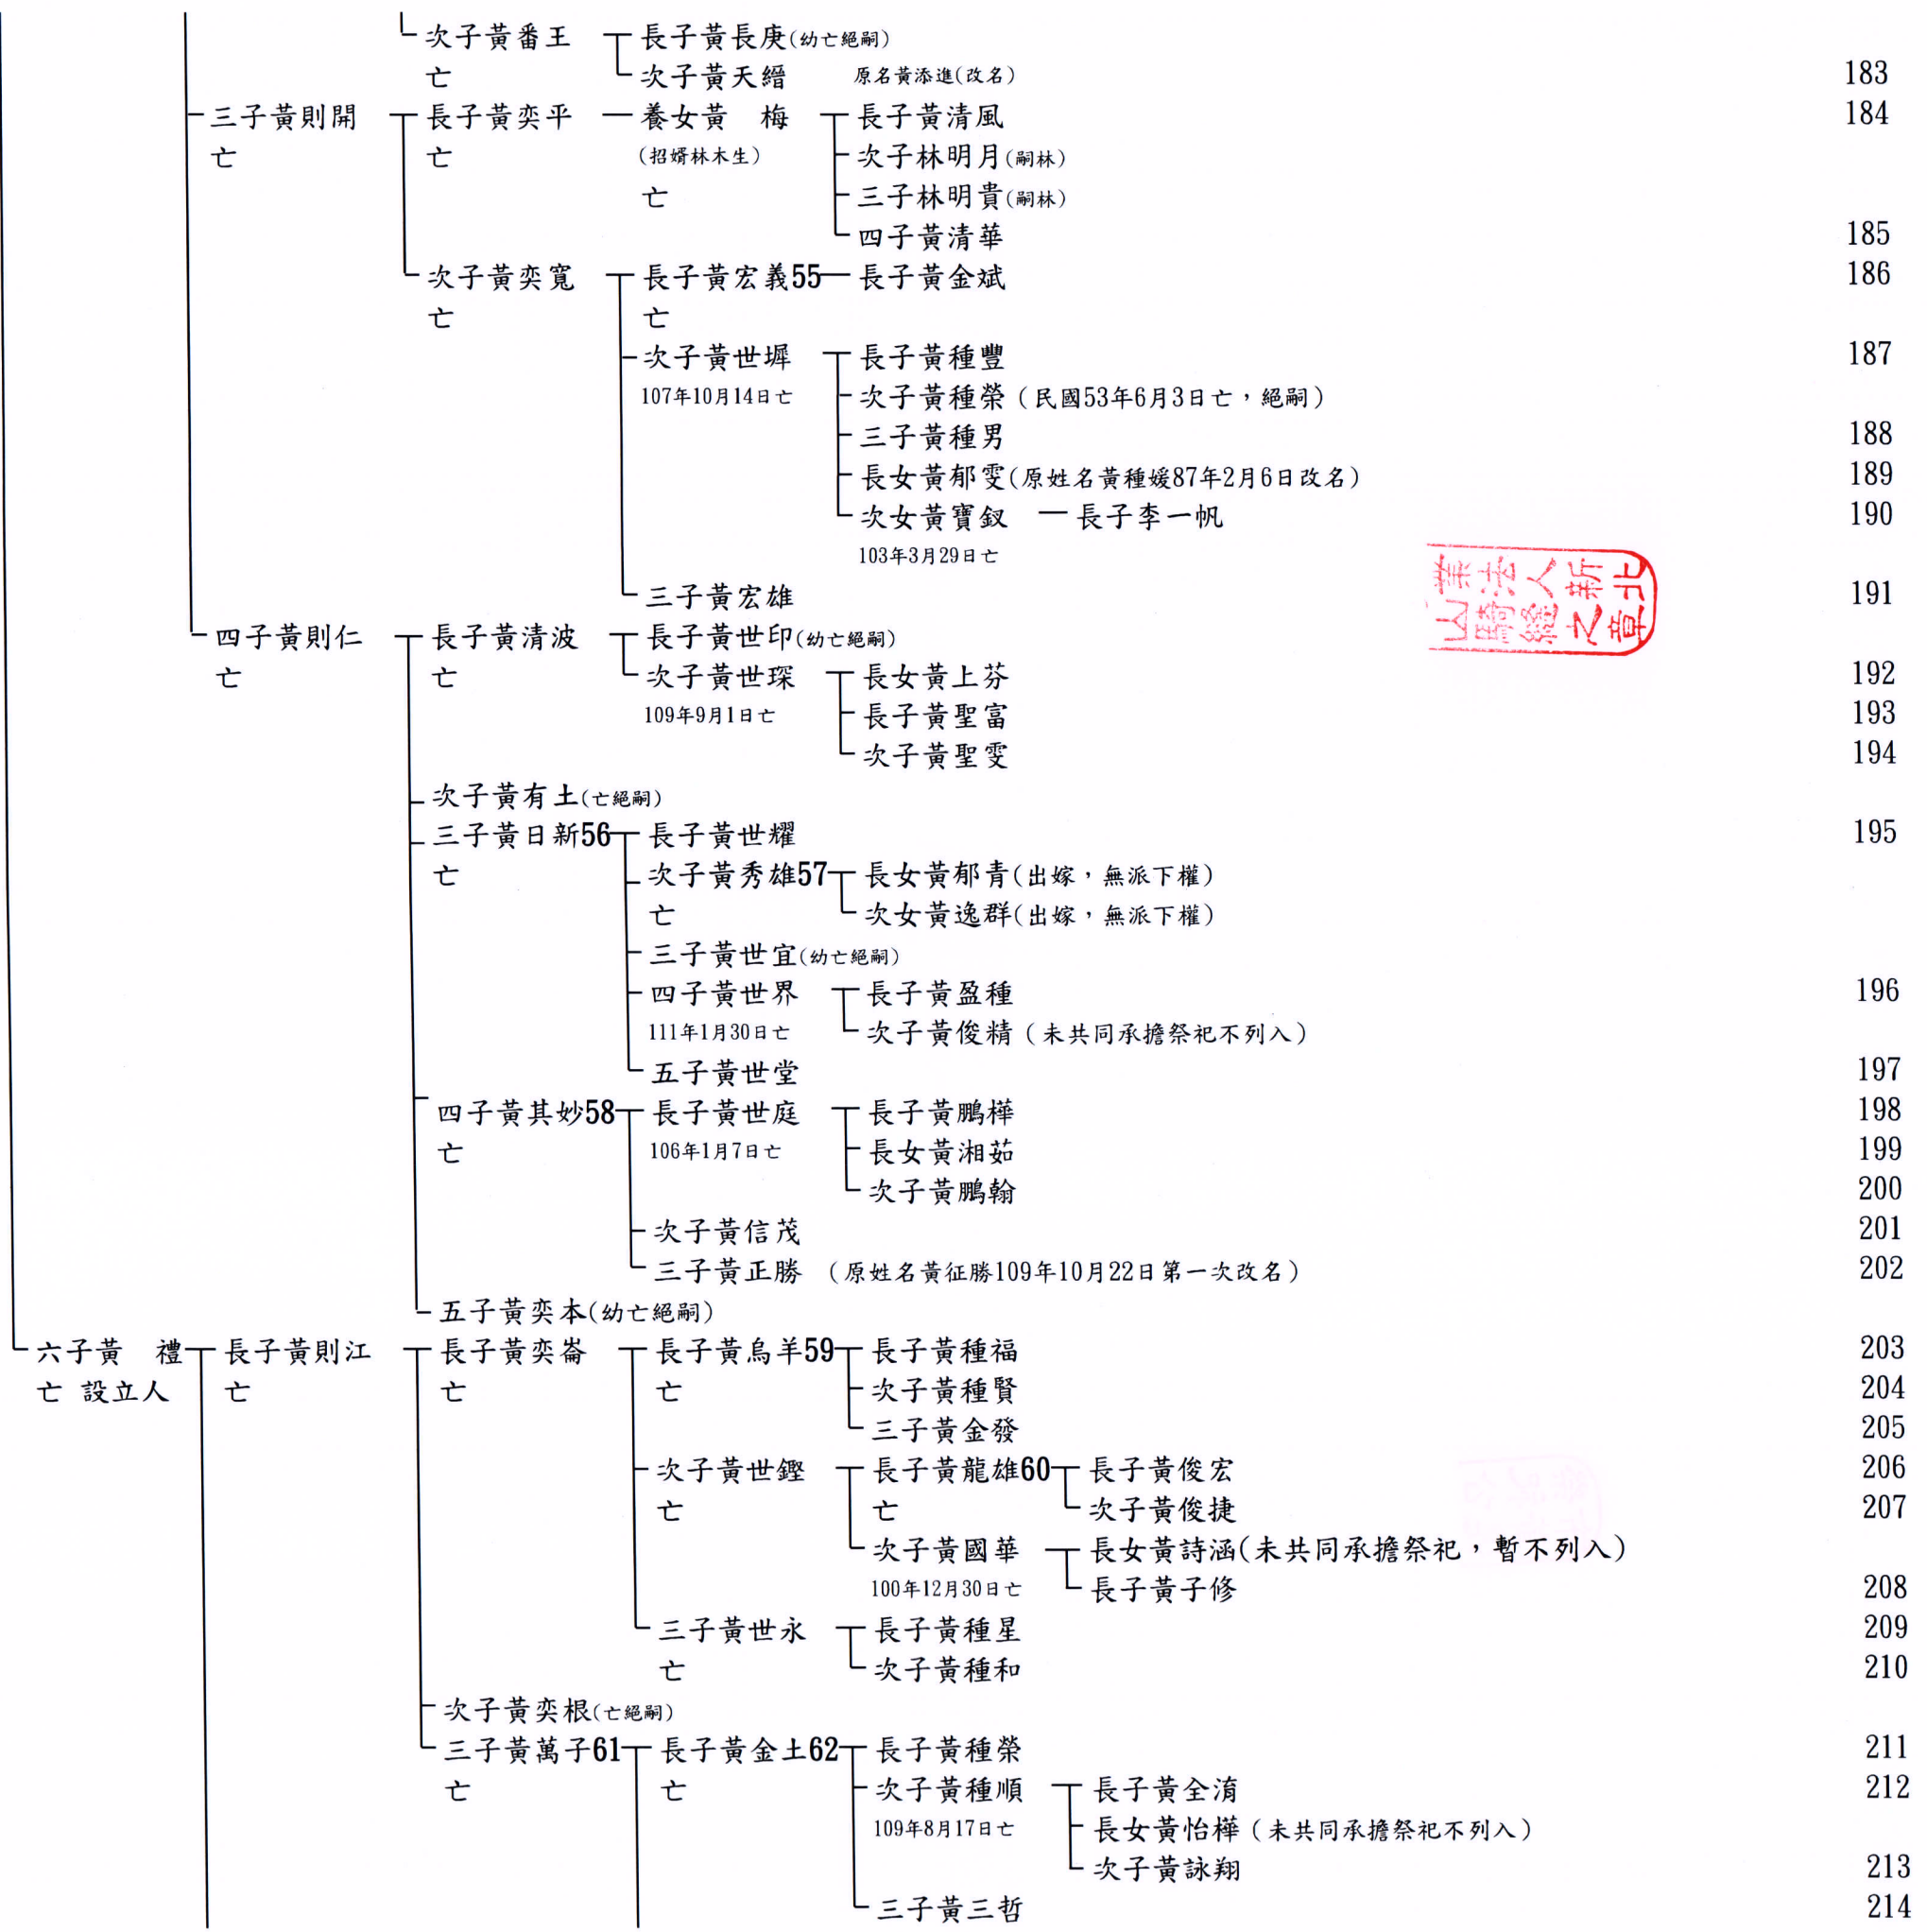 次子黃番王 長子黃長庚(幼亡絕嗣)
亡 次子黃天縉 原名黃添進(改名) 183
三子黃則開 長子黃奕平 養女黃 梅 長子黃清風 184
亡 亡 (招婿林木生) 次子林明月(嗣林)
亡 三子林明貴(嗣林)
四子黃清華 185
次子黃奕寬 長子黃宏義55 長子黃金斌 186
亡 亡
次子黃世墀 長子黃種豐 187
107年10月14日亡 次子黃種榮(民國53年6月3日亡,絕嗣)
三子黃種男 188
長女黃郁雯(原姓名黃種媛87年2月6日改名) 189
次女黃寶釵 長子李一帆 190
103年3月29日亡
三子黃宏雄 191
四子黃則仁 長子黃清波 長子黃世印(幼亡絕嗣)
亡 亡 次子黃世琛 長女黃上芬 192
109年9月1日亡 長子黃聖富 193
次子黃聖雯 194
次子黃有土(亡絕嗣)
三子黃日新56 長子黃世耀 195
亡 次子黃秀雄57 長女黃郁青(出嫁,無派下權)
亡 次女黃逸群(出嫁,無派下權)
三子黃世宜(幼亡絕嗣)
四子黃世界 長子黃盈種 196
111年1月30日亡 次子黃俊精(未共同承擔祭祀不列入)
五子黃世堂 197
四子黃其妙58 長子黃世庭 長子黃鵬樺 198
亡 106年1月7日亡 長女黃湘茹 199
次子黃鵬翰 200
次子黃信茂 201
三子黃正勝 (原姓名黃征勝109年10月22日第一次改名) 202
五子黃奕本(幼亡絕嗣)
六子黃 禮 長子黃則江 長子黃奕崙 長子黃烏羊59 長子黃種福 203
亡 設立人 亡 亡 亡 次子黃種賢 204
三子黃金發 205
次子黃世鏗 長子黃龍雄60 長子黃俊宏 206
亡 亡 次子黃俊捷 207
次子黃國華 長女黃詩涵(未共同承擔祭祀,暫不列入)
100年12月30日亡 長子黃子修 208
三子黃世永 長子黃種星 209
亡 次子黃種和 210
次子黃奕根(亡絕嗣)
三子黃萬子61 長子黃金土62 長子黃種榮 211
亡 亡 次子黃種順 長子黃全淯 212
109年8月17日亡 長女黃怡樺(未共同承擔祭祀不列入)
次子黃詠翔 213
三子黃三哲 214
北新人法業
章之縫騎山